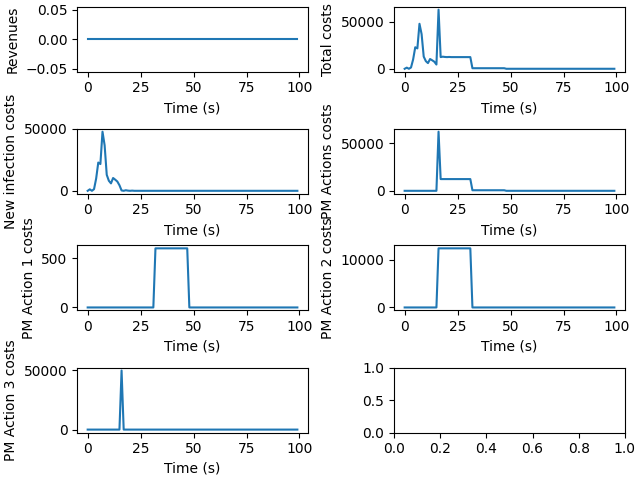 Revenues
0.05
0.00
−0.05
0 25 50 75 100
Time (s)
Total costs
50000
0
0 25 50 75 100
Time (s)
New infection costs
50000
0
0 25 50 75 100
Time (s)
PM Actions costs
50000
0
0 25 50 75 100
Time (s)
PM Action 1 costs
500
0
0 25 50 75 100
Time (s)
PM Action 2 costs
10000
0
0 25 50 75 100
Time (s)
PM Action 3 costs
50000
0
0 25 50 75 100
Time (s)
1.0
0.5
0.0
0.0 0.2 0.4 0.6 0.8 1.0